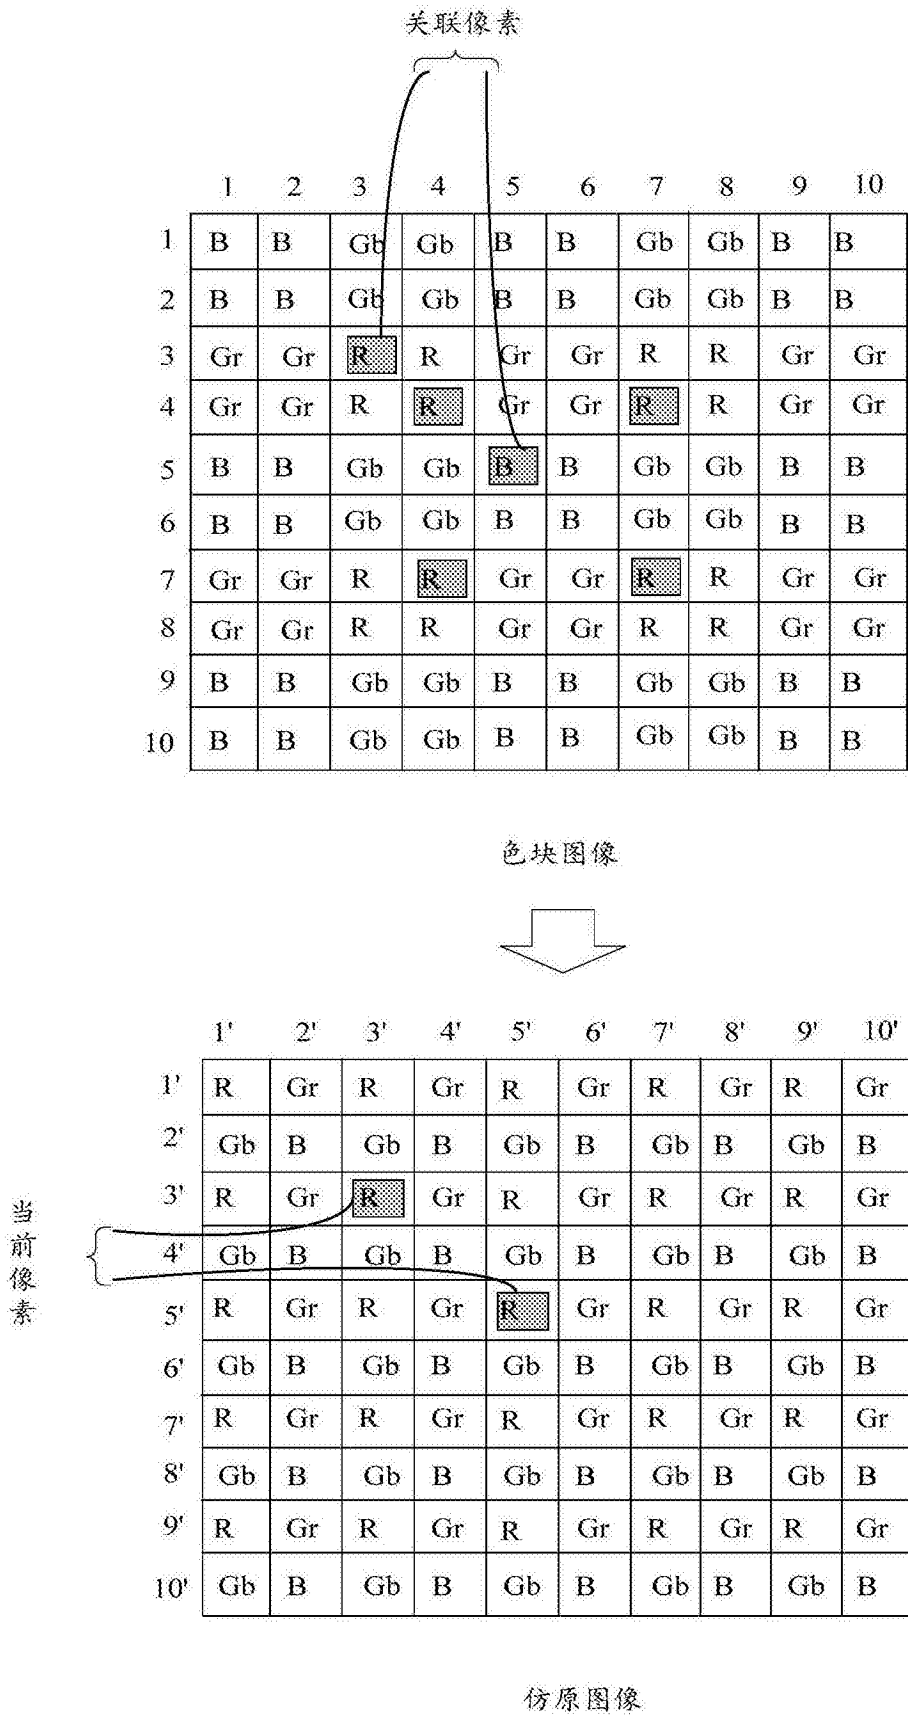 关联像素
1 2 3 4 5 6 7 8 9 10
1 B B Gb Gb B B Gb Gb B B
2 B B Gb Gb B B Gb Gb B B
3 Gr Gr R R Gr Gr R R Gr Gr
4 Gr Gr R R Gr Gr R R Gr Gr
5 B B Gb Gb B B Gb Gb B B
6 B B Gb Gb B B Gb Gb B B
7 Gr Gr R R Gr Gr R R Gr Gr
8 Gr Gr R R Gr Gr R R Gr Gr
9 B B Gb Gb B B Gb Gb B B
10 B B Gb Gb B B Gb Gb B B
色块图像
1' 2' 3' 4' 5' 6' 7' 8' 9' 10'
1' R Gr R Gr R Gr R Gr R Gr
2' Gb B Gb B Gb B Gb B Gb B
3' R Gr R Gr R Gr R Gr R Gr
4' Gb B Gb B Gb B Gb B Gb B
5' R Gr R Gr R Gr R Gr R Gr
6' Gb B Gb B Gb B Gb B Gb B
7' R Gr R Gr R Gr R Gr R Gr
8' Gb B Gb B Gb B Gb B Gb B
9' R Gr R Gr R Gr R Gr R Gr
10' Gb B Gb B Gb B Gb B Gb B
当前像素
仿原图像